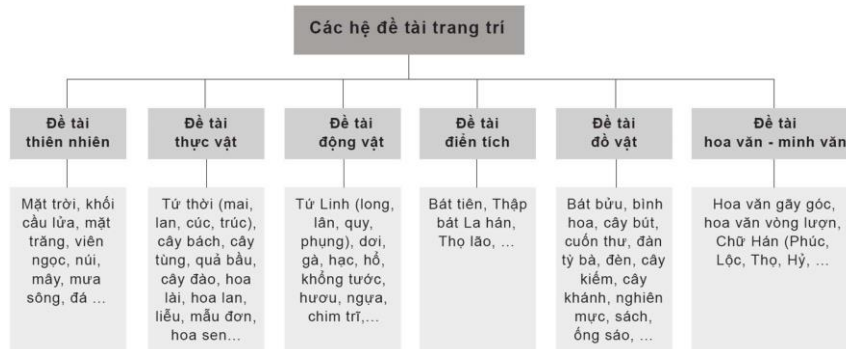 Các hệ đề tài trang trí
Đề tài
thiên nhiên
Mặt trời, khối
cầu lửa, mặt
trăng, viên
ngọc, núi,
mây, mưa
sông, đá ...
Đề tài
thực vật
Tứ thời (mai,
lan, cúc, trúc),
cây bách, cây
tùng, quả bầu,
cây đào, hoa
lài, hoa lan,
liễu, mẫu đơn,
hoa sen...
Đề tài
động vật
Tứ Linh (long,
lân, quy,
phụng), dơi,
gà, hạc, hổ,
khổng tước,
hươu, ngựa,
chim trĩ,...
Đề tài
điển tích
Bát tiên, Thập
bát La hán,
Thọ lão, ...
Đề tài
đồ vật
Bát bửu, bình
hoa, cây bút,
cuốn thư, đàn
tỳ bà, đèn, cây
kiếm, cây
khánh, nghiên
mực, sách,
ống sáo, ...
Đề tài
hoa văn - minh văn
Hoa văn gãy góc,
hoa văn vòng lượn,
Chữ Hán (Phúc,
Lộc, Thọ, Hỷ, ...